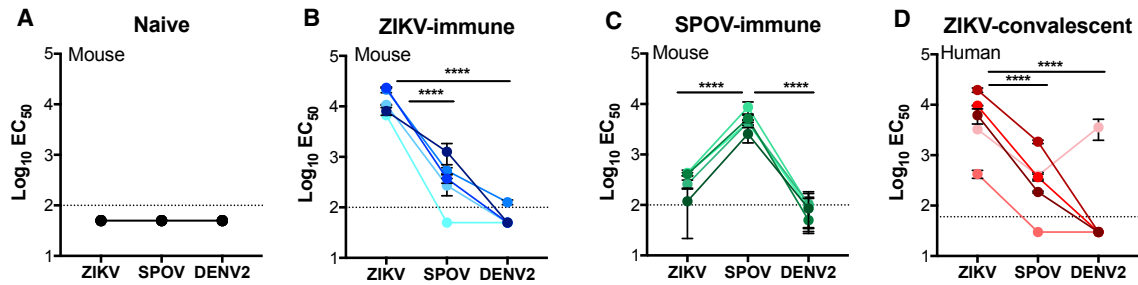 A
Naive
Mouse
Log10 EC50
5
4
3
2
1
ZIKV SPOV DENV2
B
ZIKV-immune
Mouse
****
****
Log10 EC50
5
4
3
2
1
ZIKV SPOV DENV2
C
SPOV-immune
Mouse
**** ****
Log10 EC50
5
4
3
2
1
ZIKV SPOV DENV2
D
ZIKV-convalescent
Human
****
****
Log10 EC50
5
4
3
2
1
ZIKV SPOV DENV2